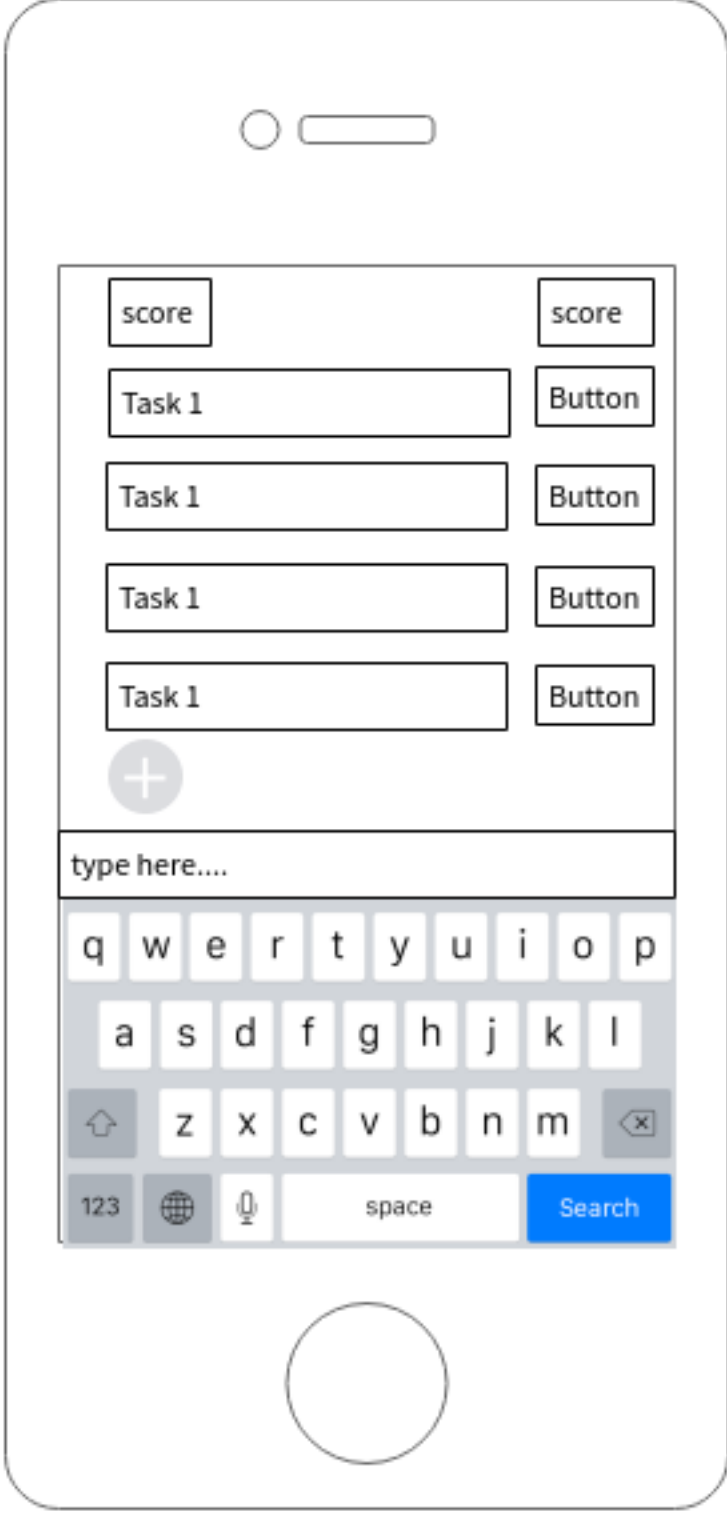 score score
Task 1 Button
Task 1 Button
Task 1 Button
Task 1 Button
type here....
q w e r t y u i o p
a s d f g h j k l
z x c v b n m
123 space Search